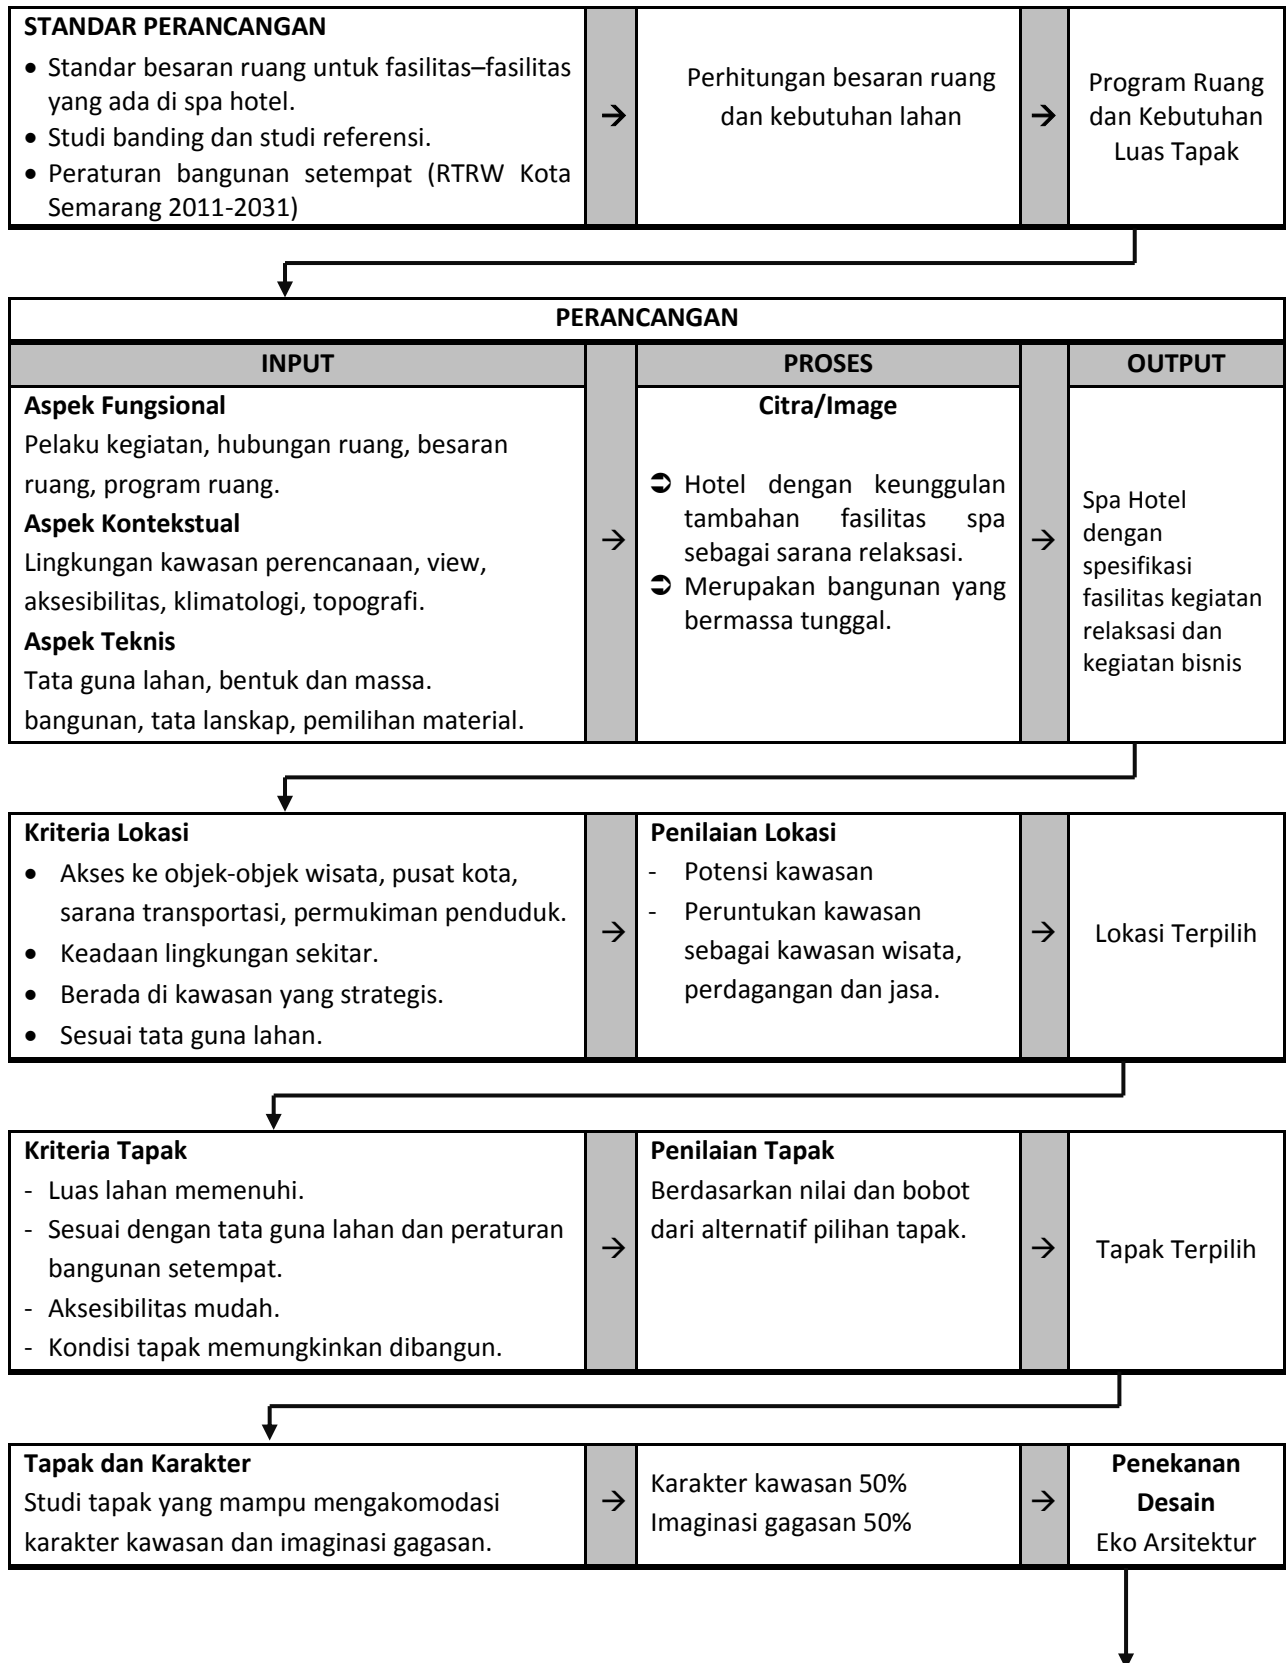 STANDAR PERANCANGAN
• Standar besaran ruang untuk fasilitas–fasilitas
yang ada di spa hotel.
• Studi banding dan studi referensi.
• Peraturan bangunan setempat (RTRW Kota
Semarang 2011-2031)
→
Perhitungan besaran ruang
dan kebutuhan lahan
→
Program Ruang
dan Kebutuhan
Luas Tapak
PERANCANGAN
INPUT
PROSES
OUTPUT
Aspek Fungsional
Pelaku kegiatan, hubungan ruang, besaran
ruang, program ruang.
Aspek Kontekstual
Lingkungan kawasan perencanaan, view,
aksesibilitas, klimatologi, topografi.
Aspek Teknis
Tata guna lahan, bentuk dan massa.
bangunan, tata lanskap, pemilihan material.
→
Citra/Image
➲ Hotel dengan keunggulan
tambahan fasilitas spa
sebagai sarana relaksasi.
➲ Merupakan bangunan yang
bermassa tunggal.
→
Spa Hotel
dengan
spesifikasi
fasilitas kegiatan
relaksasi dan
kegiatan bisnis
Kriteria Lokasi
• Akses ke objek-objek wisata, pusat kota,
sarana transportasi, permukiman penduduk.
• Keadaan lingkungan sekitar.
• Berada di kawasan yang strategis.
• Sesuai tata guna lahan.
→
Penilaian Lokasi
- Potensi kawasan
- Peruntukan kawasan
sebagai kawasan wisata,
perdagangan dan jasa.
→
Lokasi Terpilih
Kriteria Tapak
- Luas lahan memenuhi.
- Sesuai dengan tata guna lahan dan peraturan
bangunan setempat.
- Aksesibilitas mudah.
- Kondisi tapak memungkinkan dibangun.
→
Penilaian Tapak
Berdasarkan nilai dan bobot
dari alternatif pilihan tapak.
→
Tapak Terpilih
Tapak dan Karakter
Studi tapak yang mampu mengakomodasi
karakter kawasan dan imaginasi gagasan.
→
Karakter kawasan 50%
Imaginasi gagasan 50%
→
Penekanan
Desain
Eko Arsitektur